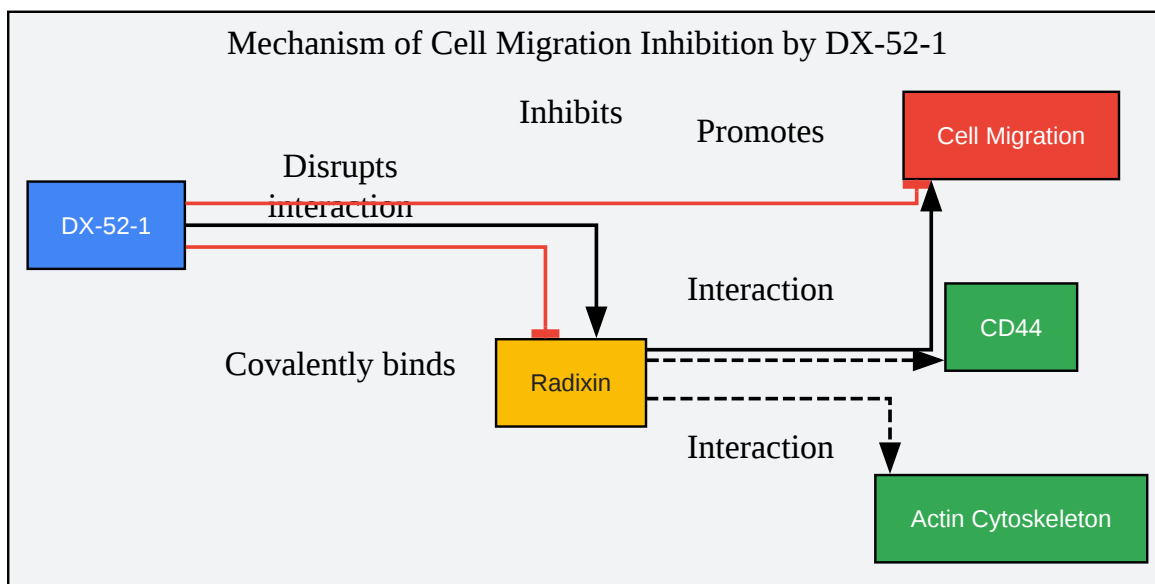 Mechanism of Cell Migration Inhibition by DX-52-1
Inhibits
Promotes
Cell Migration
Disrupts
interaction
DX-52-1
Interaction
CD44
Covalently binds
Radixin
Interaction
Actin Cytoskeleton